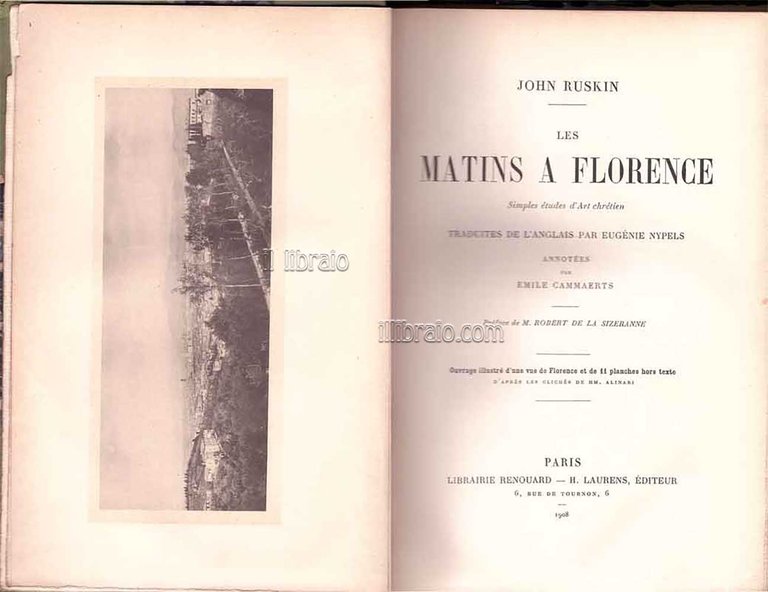 JOHN RUSKIN
LES
MATINS A FLORENCE
Simples études d'Art chrétien
TRADUITES DE L'ANGLAIS PAR EUGÉNIE NYPELS
ANNOTÉES
PAR
EMILE CAMMAERTS
Préface de M. ROBERT DE LA SIZERANNE
Ouvrage illustré d'une vue de Florence et de 11 planches hors texte
D'APRÈS LES CLICHÉS DE MM. ALINARI
PARIS
LIBRAIRIE RENOUARD — H. LAURENS, ÉDITEUR
6, RUE DE TOURNON, 6
1908
il libraio
illibraio.com